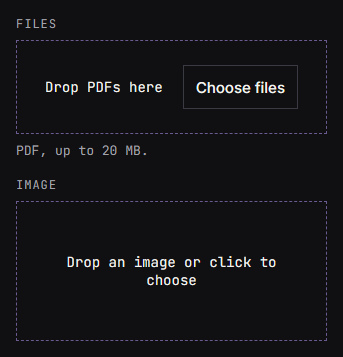 FILES
Drop PDFs here
Choose files
PDF, up to 20 MB.
IMAGE
Drop an image or click to
choose